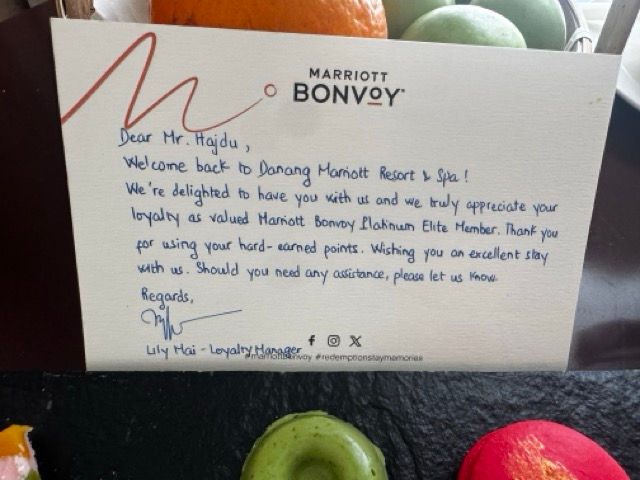 MARRIOTT
BONVOY
Dear Mr. Hajdu,
Welcome back to Danang Marriott Resort & Spa!
We're delighted to have you with us and we truly appreciate your
loyalty as valued Marriott Bonvoy Platinum Elite Member. Thank you
for using your hard-earned points. Wishing you an excellent stay
with us. Should you need any assistance, please let us know.
Regards,
Lily Mai - Loyalty Manager
#marriottbonvoy #redemptionstaymemories